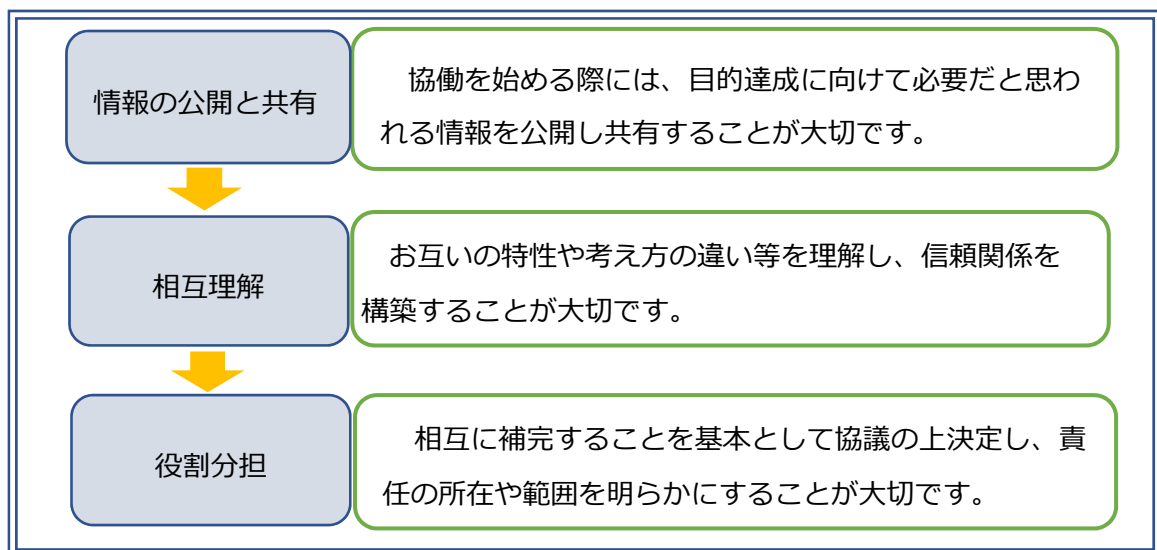 情報の公開と共有
協働を始める際には、目的達成に向けて必要だと思わ
れる情報を公開し共有することが大切です。
相互理解
お互いの特性や考え方の違い等を理解し、信頼関係を
構築することが大切です。
役割分担
相互に補完することを基本として協議の上決定し、責
任の所在や範囲を明らかにすることが大切です。